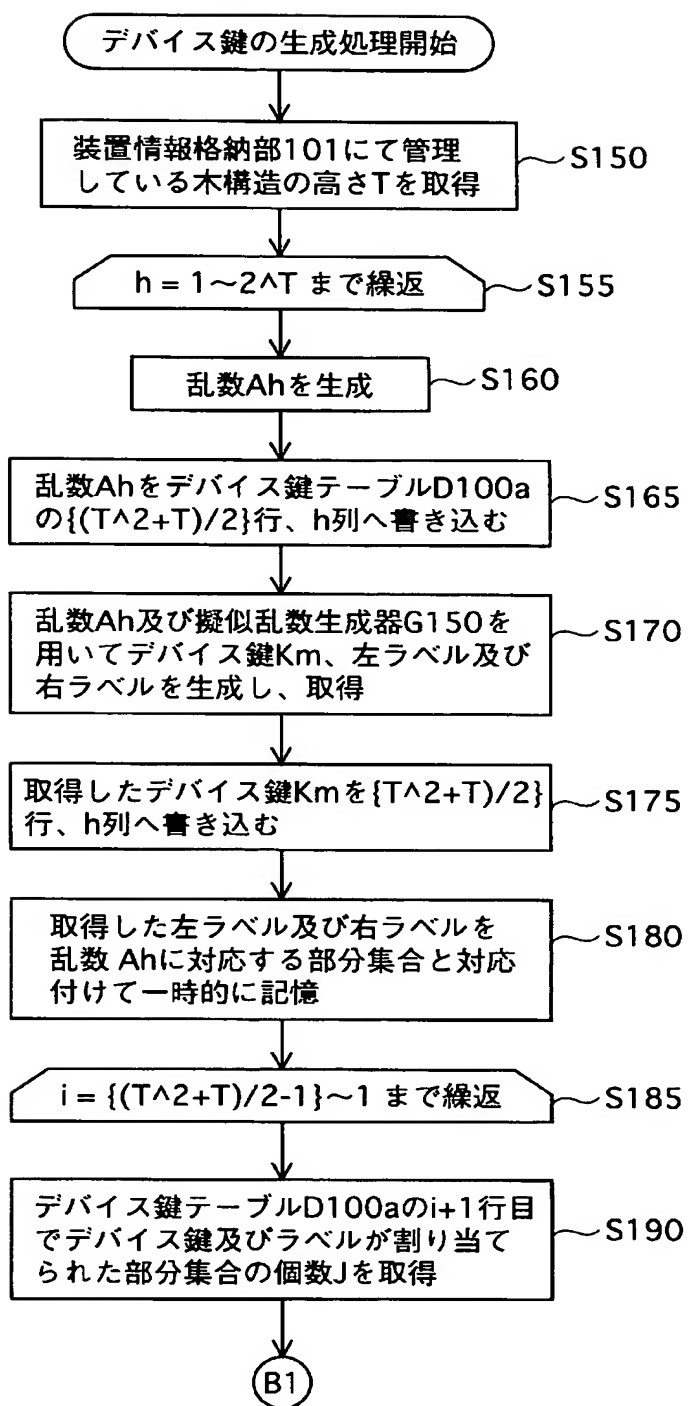 デバイス鍵の生成処理開始
装置情報格納部101にて管理
している木構造の高さTを取得
S150
h = 1〜2^T まで繰返
S155
乱数Ahを生成
S160
乱数AhをデバイスF鍵テーブルD100a
の{(T^2+T)/2}行、h列へ書き込む
S165
乱数Ah及び擬似乱数生成器G150を
用いてデバイス鍵Km、左ラベル及び
右ラベルを生成し、取得
S170
取得したデバイス鍵Kmを{T^2+T)/2}
行、h列へ書き込む
S175
取得した左ラベル及び右ラベルを
乱数 Ahに対応する部分集合と対応
付けて一時的に記憶
S180
i = {(T^2+T)/2-1}〜1 まで繰返
S185
デバイス鍵テーブルD100aのi+1行目
でデバイス鍵及びラベルが割り当て
られた部分集合の個数Jを取得
S190
B1